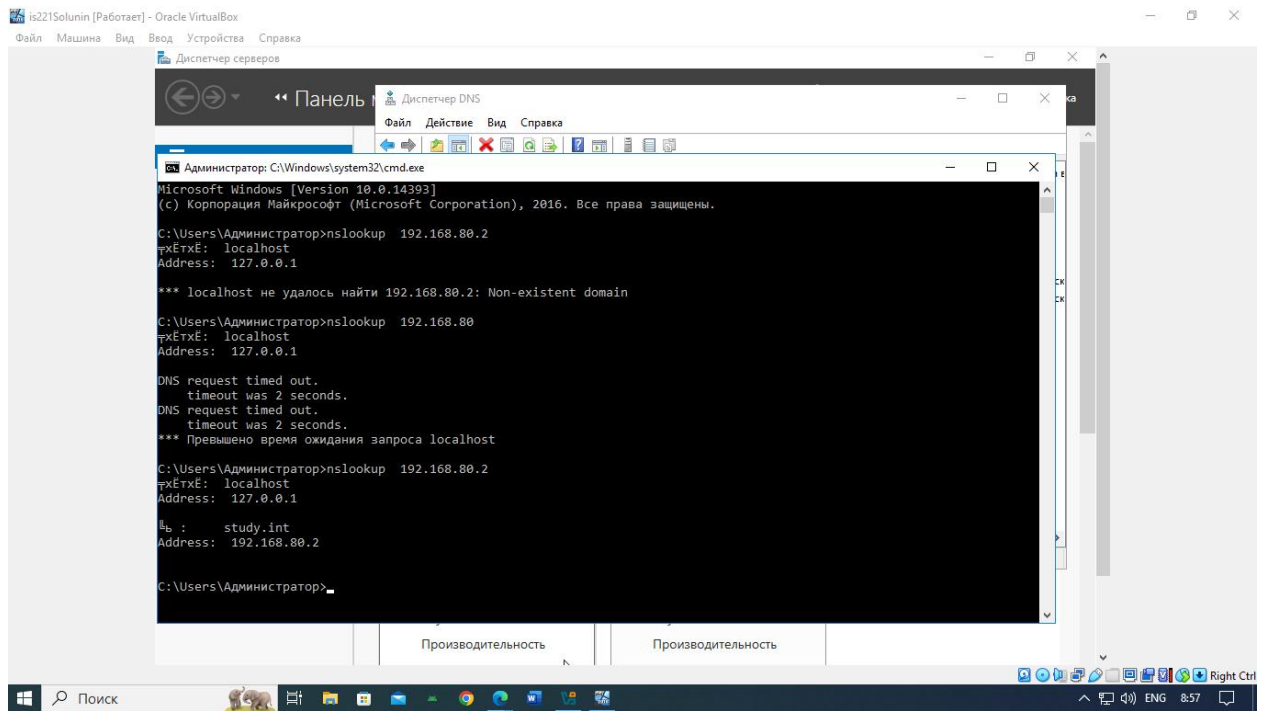 is221Solunin [Работает] - Oracle VirtualBox
Файл Машина Вид Ввод Устройства Справка
Диспетчер серверов
Панель
Диспетчер DNS
Файл Действие Вид Справка
Администратор: C:\Windows\system32\cmd.exe
Microsoft Windows [Version 10.0.14393]
(c) Корпорация Майкрософт (Microsoft Corporation), 2016. Все права защищены.
C:\Users\Администратор>nslookup 192.168.80.2
╤хЁтхЁ: localhost
Address: 127.0.0.1
*** localhost не удалось найти 192.168.80.2: Non-existent domain
C:\Users\Администратор>nslookup 192.168.80
╤хЁтхЁ: localhost
Address: 127.0.0.1
DNS request timed out.
timeout was 2 seconds.
DNS request timed out.
timeout was 2 seconds.
*** Превышено время ожидания запроса localhost
C:\Users\Администратор>nslookup 192.168.80.2
╤хЁтхЁ: localhost
Address: 127.0.0.1
╚ь : study.int
Address: 192.168.80.2
C:\Users\Администратор>
Производительность Производительность
Right Ctrl
Поиск ENG 8:57